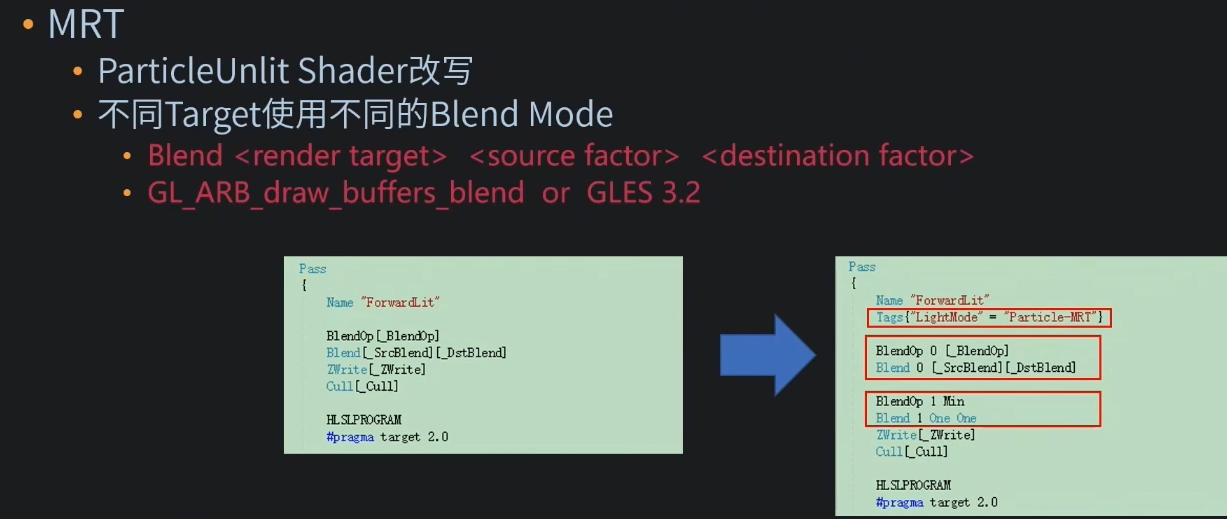 MRT
ParticleUnlit Shader改写
不同Target使用不同的Blend Mode
Blend <render target> <source factor> <destination factor>
GL_ARB_draw_buffers_blend or GLES 3.2
Pass
{
Name "ForwardLit"
BlendOp[_BlendOp]
Blend[_SrcBlend][_DstBlend]
ZWrite[_ZWrite]
Cull[_Cull]
HLSLPROGRAM
#pragma target 2.0
Pass
{
Name "ForwardLit"
Tags{"LightMode" = "Particle-MRT"}
BlendOp 0 [_BlendOp]
Blend 0 [_SrcBlend][_DstBlend]
BlendOp 1 Min
Blend 1 One One
ZWrite[_ZWrite]
Cull[_Cull]
HLSLPROGRAM
#pragma target 2.0